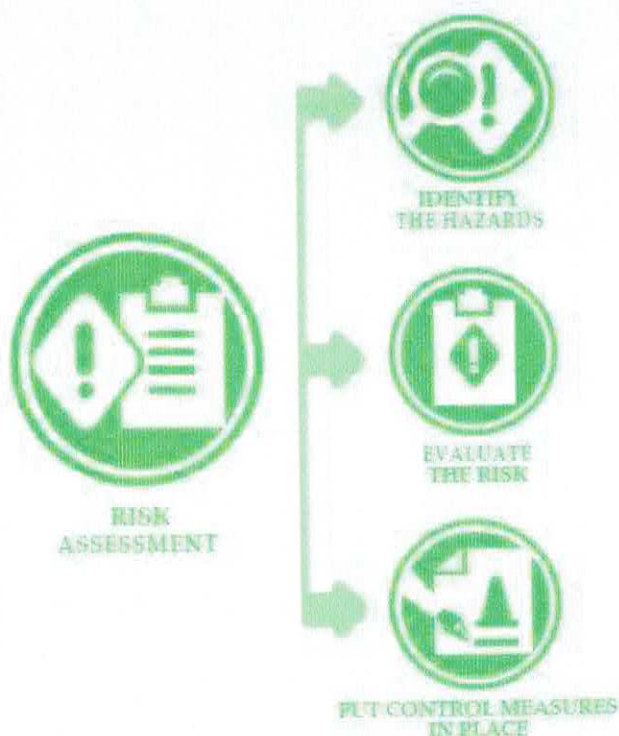 IDENTIFY
THE HAZARDS
RISK
ASSESSMENT
EVALUATE
THE RISK
PUT CONTROL MEASURES
IN PLACE